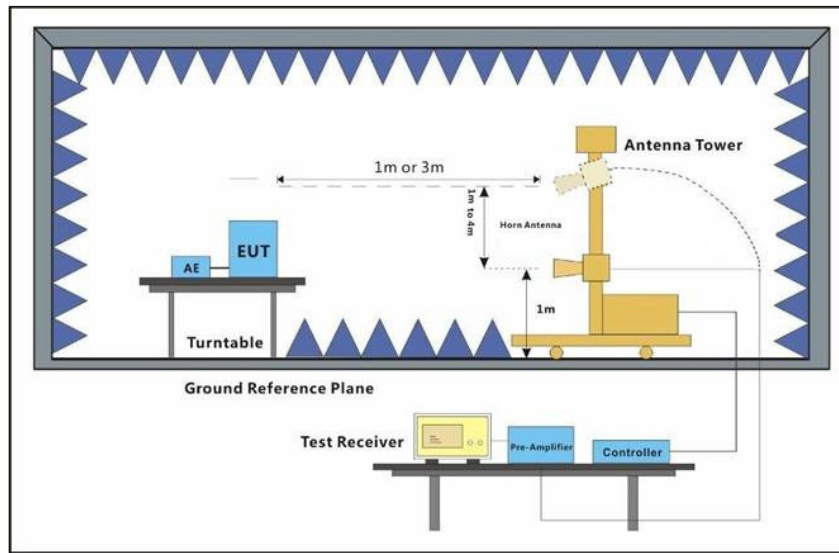 1m or 3m
Antenna Tower
1m to 4m
Horn Antenna
EUT
AE
1m
Turntable
Ground Reference Plane
Test Receiver
Pre-Amplifier
Controller